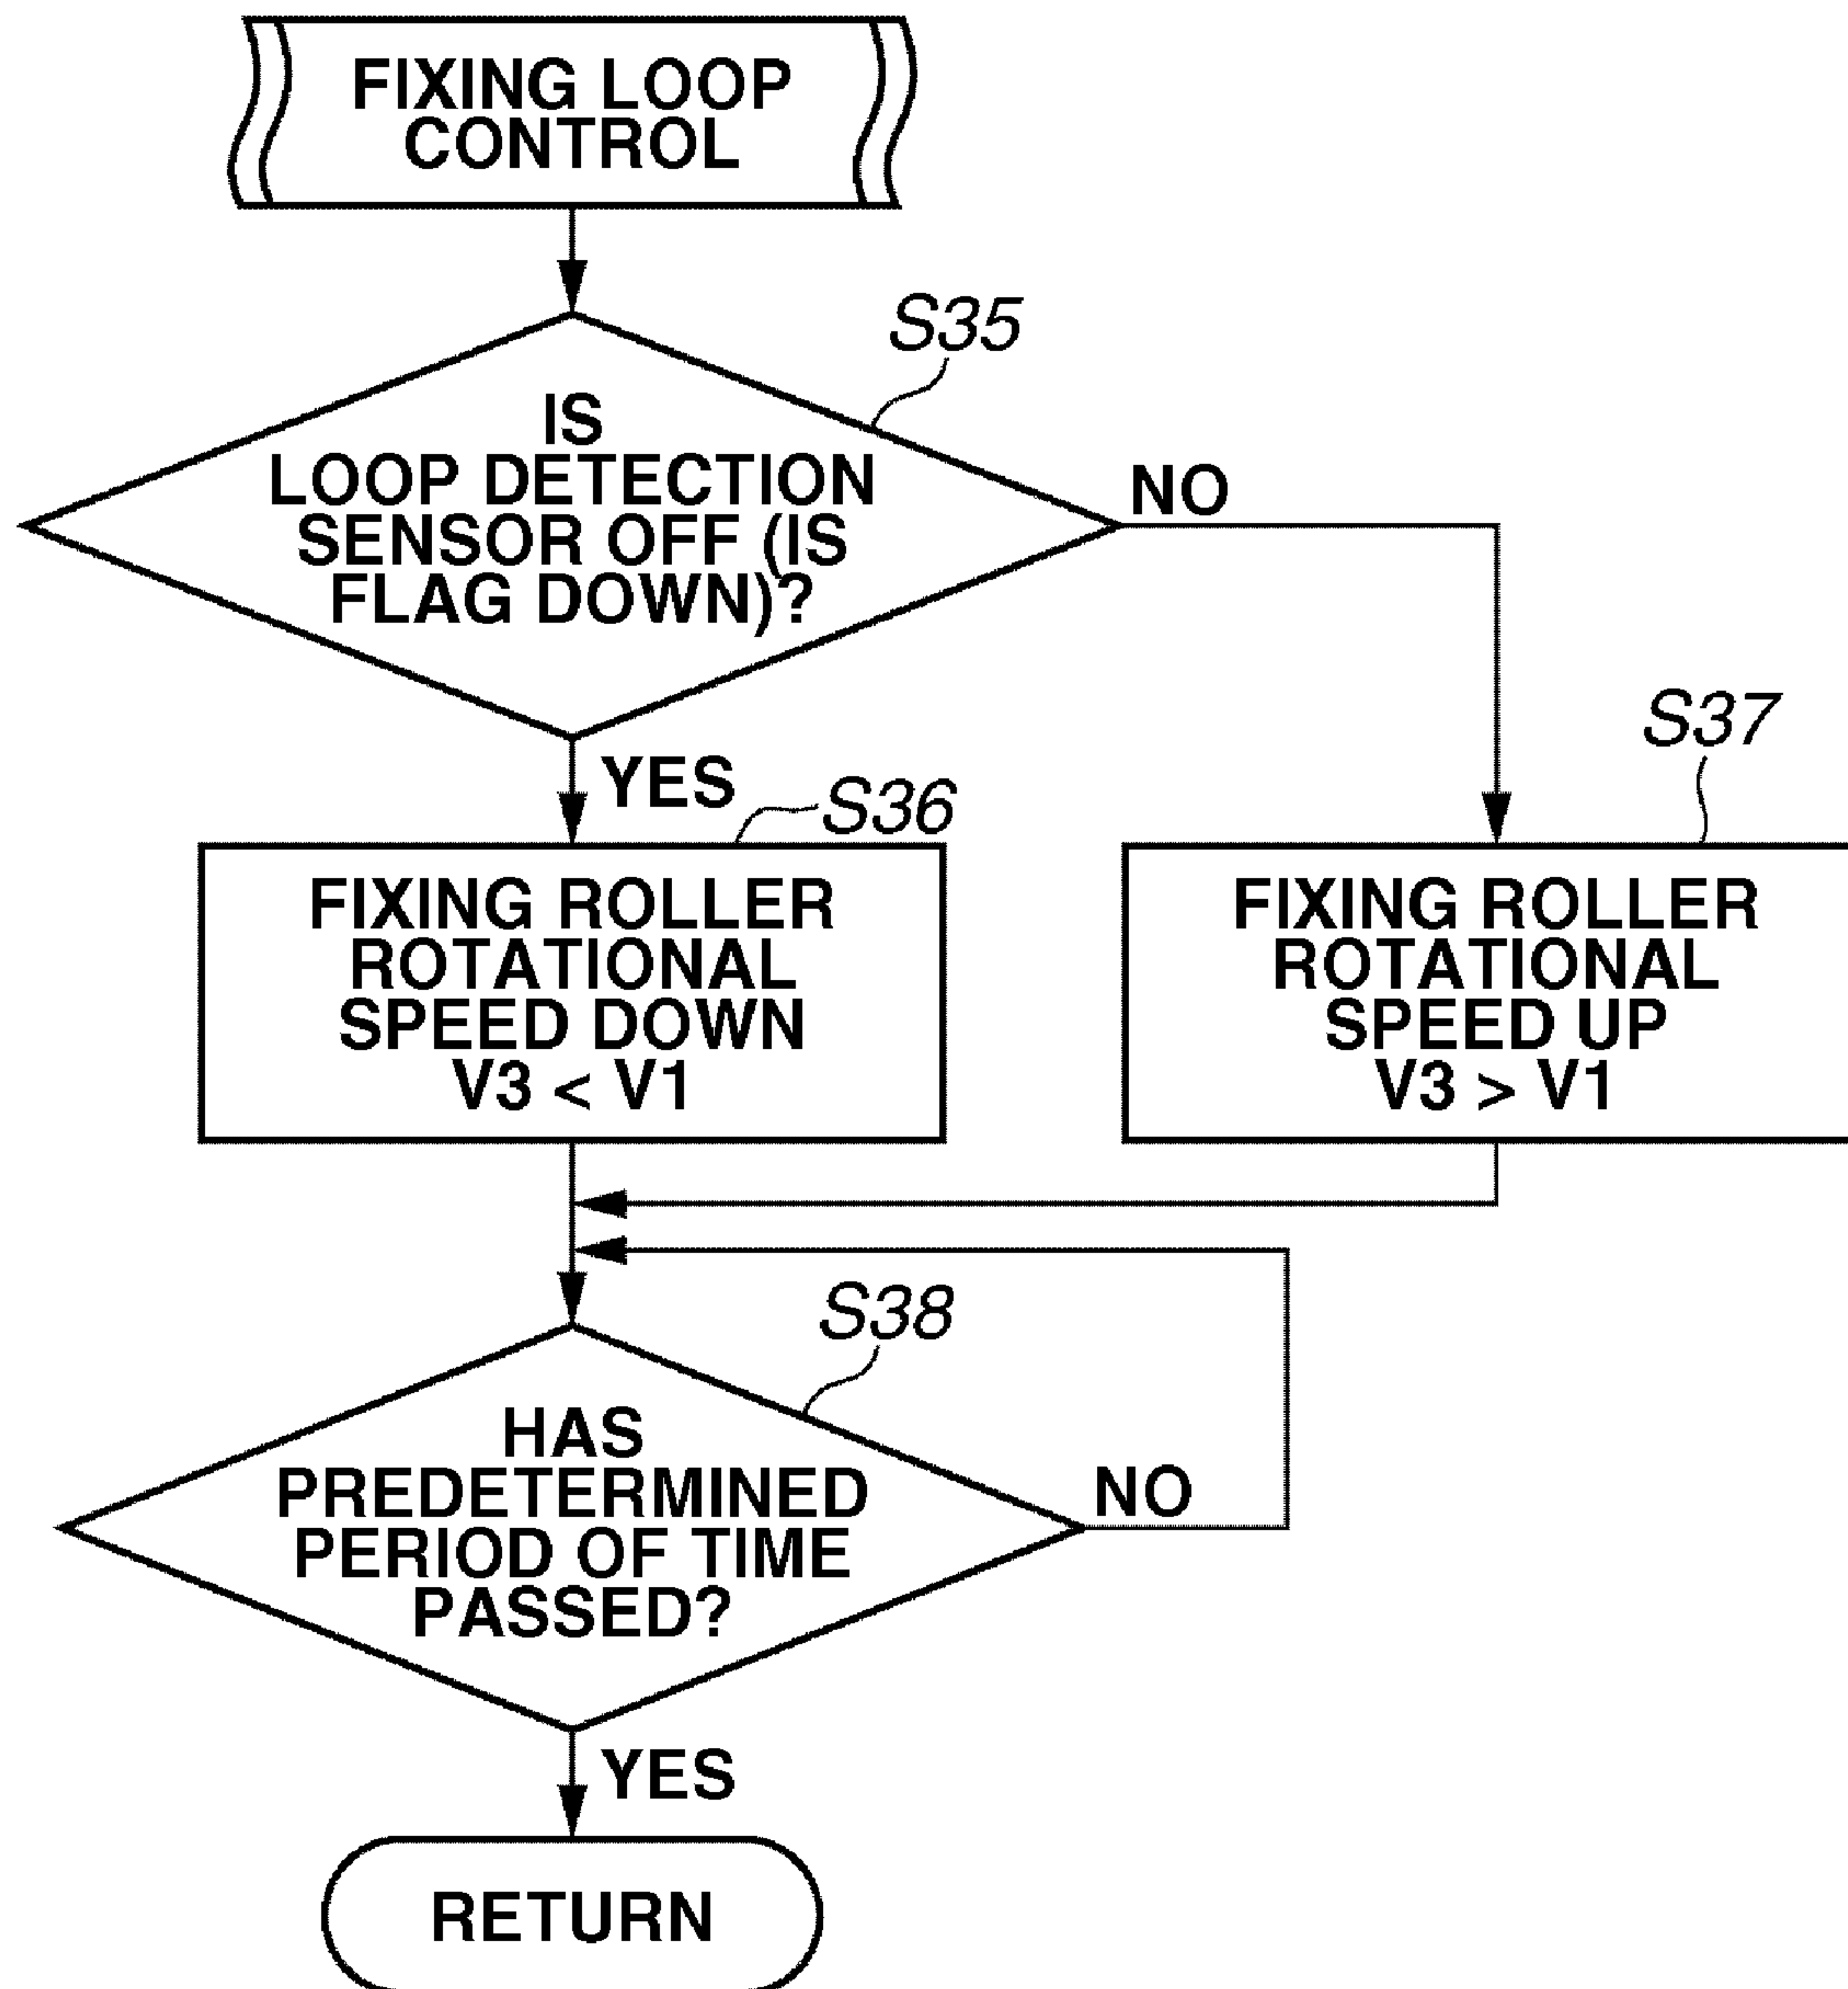 FIXING LOOP
CONTROL
S35
IS
LOOP DETECTION
SENSOR OFF (IS
FLAG DOWN)?
NO
YES
S36
S37
FIXING ROLLER
ROTATIONAL
SPEED DOWN
V3 < V1
FIXING ROLLER
ROTATIONAL
SPEED UP
V3 > V1
S38
HAS
PREDETERMINED
PERIOD OF TIME
PASSED?
NO
YES
RETURN